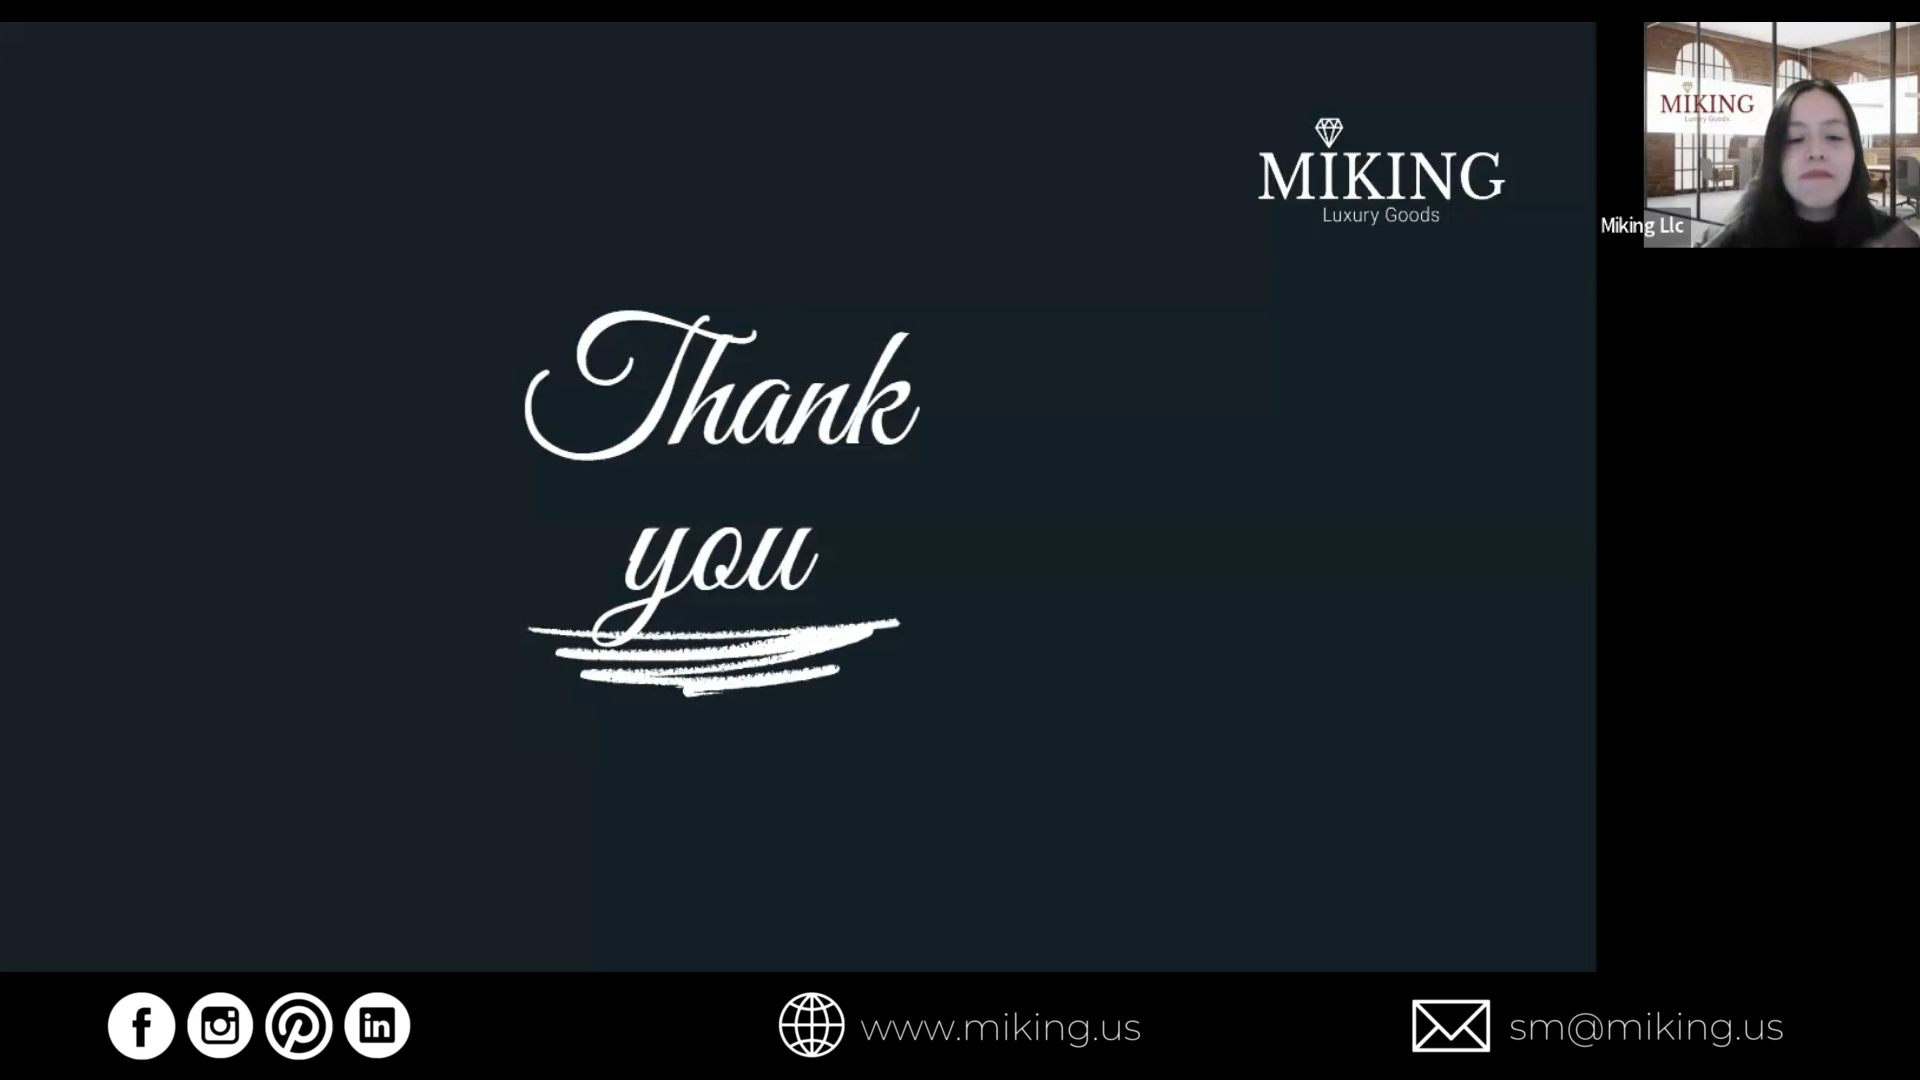 MIKING
Luxury Goods
MIKING
Luxury Goods
Miking Llc
Thank
you
www.miking.us
sm@miking.us